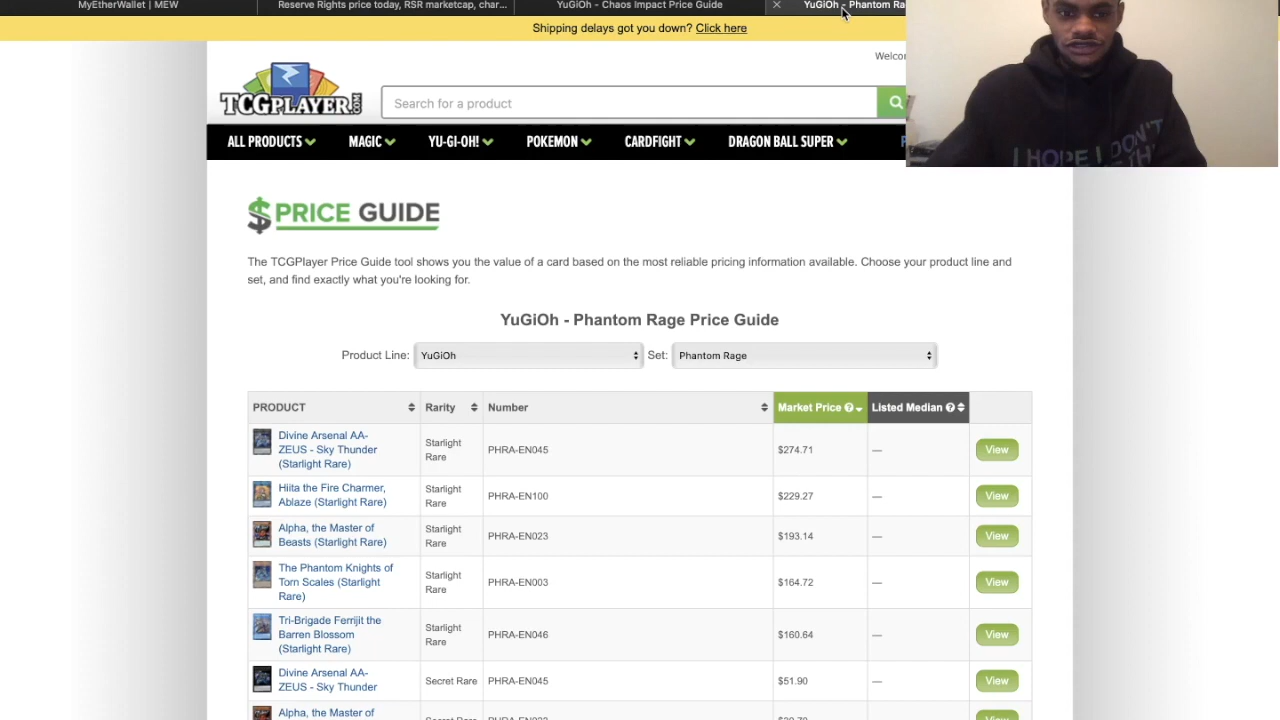 MyEtherWallet | MEW
Reserve Rights price today, RSR marketcap, char...
YuGiOh - Chaos Impact Price Guide
YuGiOh - Phantom Ra
Shipping delays got you down? Click here
Welco
TCGPLAYER.COM
Search for a product
ALL PRODUCTS
MAGIC
YU-GI-OH!
POKEMON
CARDFIGHT
DRAGON BALL SUPER
I HOPE I DON'T
PRICE GUIDE
The TCGPlayer Price Guide tool shows you the value of a card based on the most reliable pricing information available. Choose your product line and
set, and find exactly what you're looking for.
YuGiOh - Phantom Rage Price Guide
Product Line: YuGiOh Set: Phantom Rage
PRODUCT Rarity Number Market Price Listed Median
Divine Arsenal AA-
ZEUS - Sky Thunder
(Starlight Rare)
Starlight
Rare
PHRA-EN045
$274.71
—
View
Hiita the Fire Charmer,
Ablaze (Starlight Rare)
Starlight
Rare
PHRA-EN100
$229.27
—
View
Alpha, the Master of
Beasts (Starlight Rare)
Starlight
Rare
PHRA-EN023
$193.14
—
View
The Phantom Knights of
Torn Scales (Starlight
Rare)
Starlight
Rare
PHRA-EN003
$164.72
—
View
Tri-Brigade Ferrijit the
Barren Blossom
(Starlight Rare)
Starlight
Rare
PHRA-EN046
$160.64
—
View
Divine Arsenal AA-
ZEUS - Sky Thunder
Secret Rare
PHRA-EN045
$51.90
—
View
Alpha, the Master of